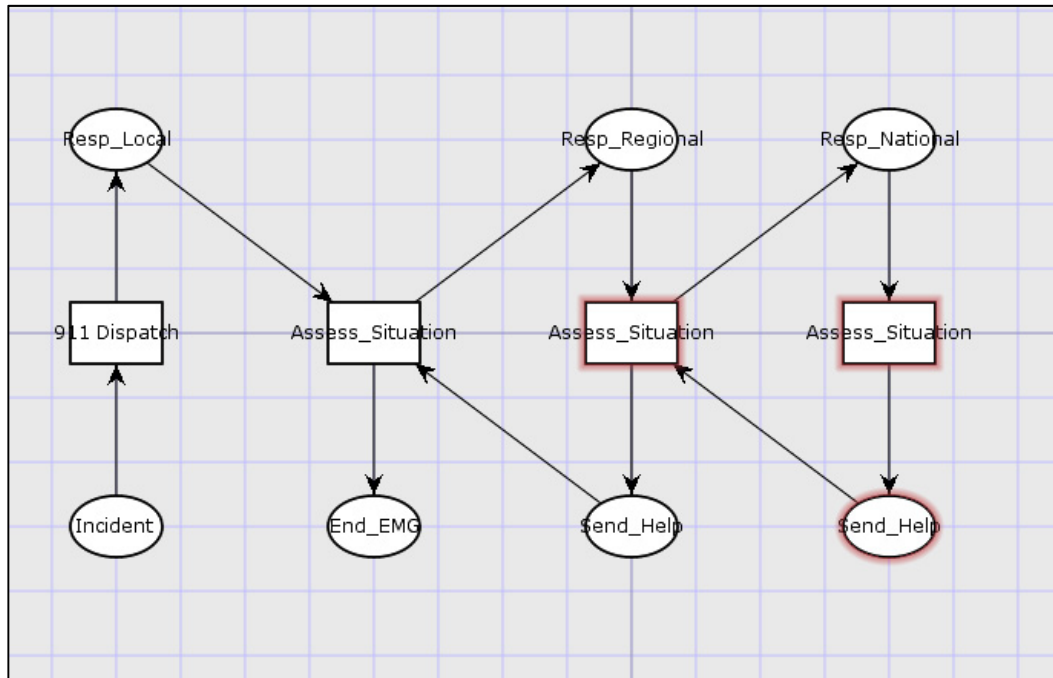 Resp_Local
Resp_Regional
Resp_National
911 Dispatch
Assess_Situation
Assess_Situation
Assess_Situation
Incident
End_EMG
Send_Help
Send_Help